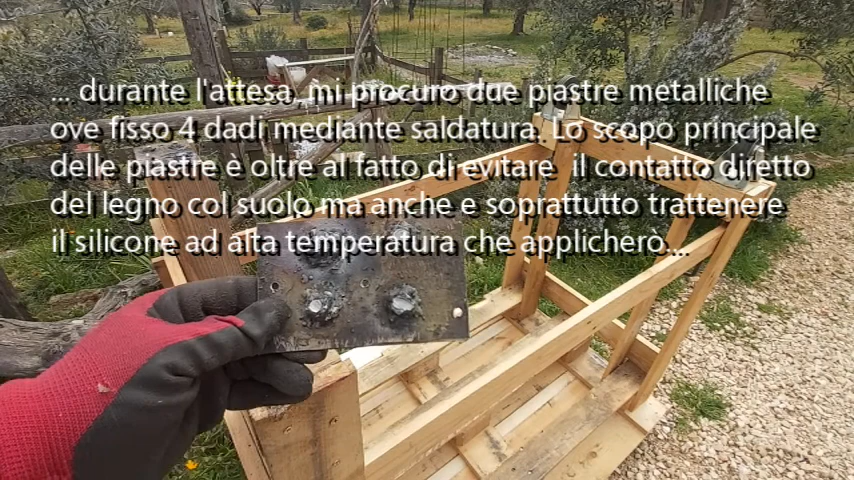 ... durante l'attesa, mi procuro due piastre metalliche
ove fisso 4 dadi mediante saldatura. Lo scopo principale
delle piastre è oltre al fatto di evitare il contatto diretto
del legno col suolo ma anche e soprattutto trattenere
il silicone ad alta temperatura che applicherò...